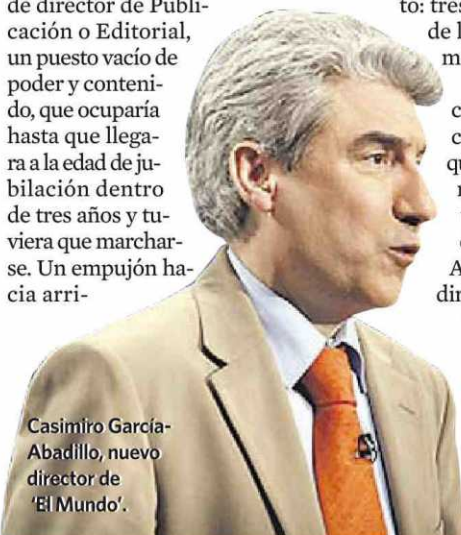 de director de Publi-
cación o Editorial,
un puesto vacío de
poder y conteni-
do, que ocuparía
hasta que llega-
ra a la edad de ju-
bilación dentro
de tres años y tu-
viera que marchar-
se. Un empujón ha-
cia arri-
Casimiro García-
Abadillo, nuevo
director de
‘El Mundo’.
to: tres
de l
m
c
c
qu